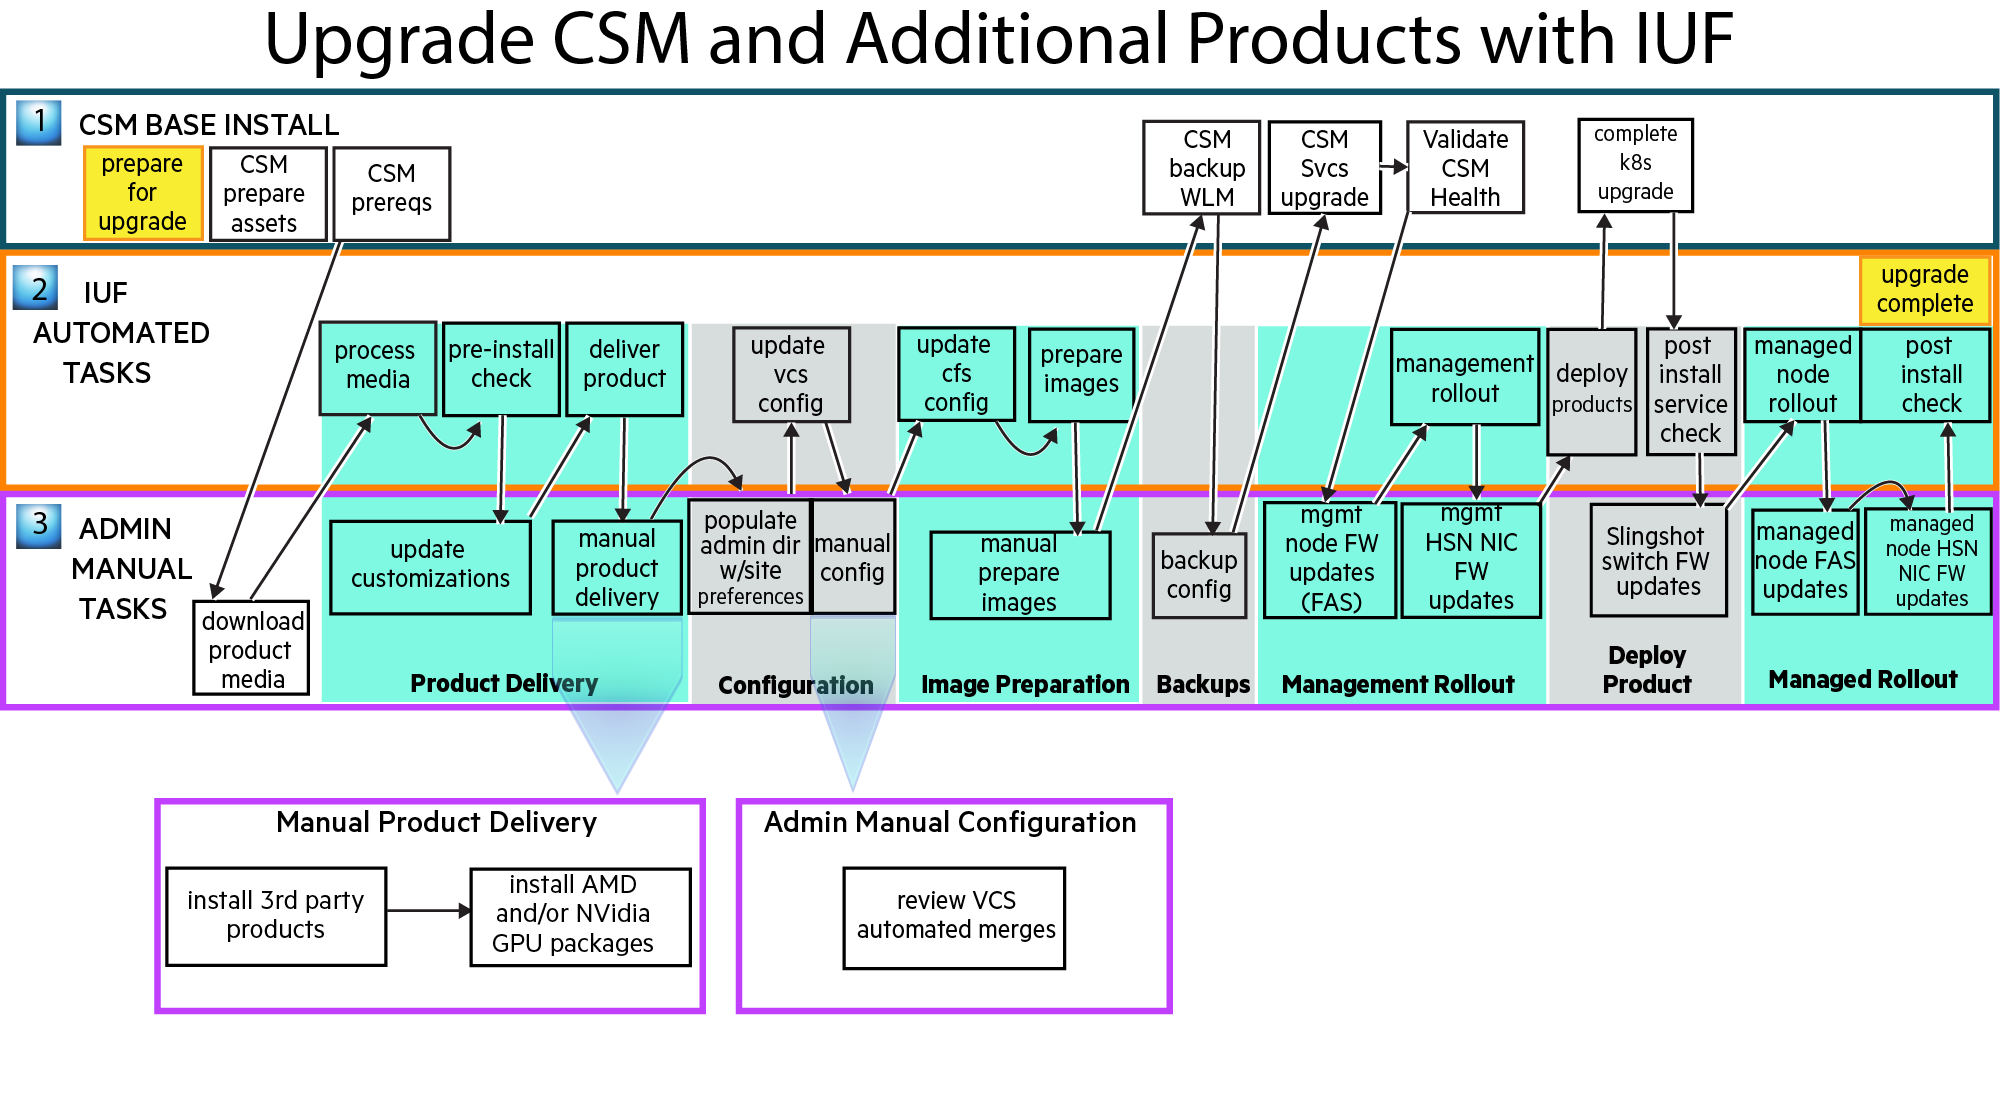 Upgrade CSM and Additional Products with IUF
1
CSM BASE INSTALL
prepare
for
upgrade
CSM
prepare
assets
CSM
prereqs
CSM
backup
WLM
CSM
Svcs
upgrade
Validate
CSM
Health
complete
k8s
upgrade
2
IUF
AUTOMATED
TASKS
process
media
pre-install
check
deliver
product
update
vcs
config
update
cfs
config
prepare
images
management
rollout
deploy
products
post
install
service
check
managed
node
rollout
upgrade
complete
post
install
check
3
ADMIN
MANUAL
TASKS
download
product
media
update
customizations
manual
product
delivery
populate
admin dir
w/site
preferences
manual
config
manual
prepare
images
backup
config
mgmt
node FW
updates
(FAS)
mgmt
HSN NIC
FW
updates
Slingshot
switch FW
updates
managed
node FAS
updates
managed
node HSN
NIC FW
updates
Product Delivery
Configuration
Image Preparation
Backups
Management Rollout
Deploy
Product
Managed Rollout
Manual Product Delivery
install 3rd party
products
install AMD
and/or NVidia
GPU packages
Admin Manual Configuration
review VCS
automated merges